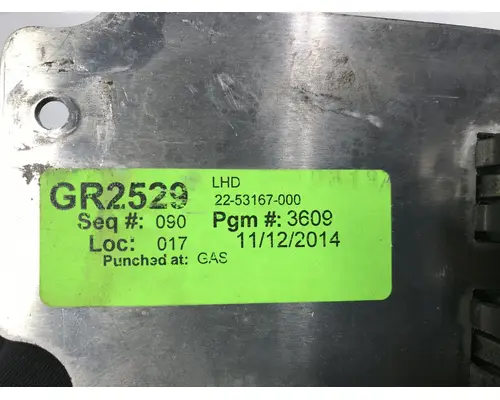 GR2529 LHD
22-53167-000
Seq #: 090 Pgm #: 3609
Loc: 017 11/12/2014
Punched at: GAS